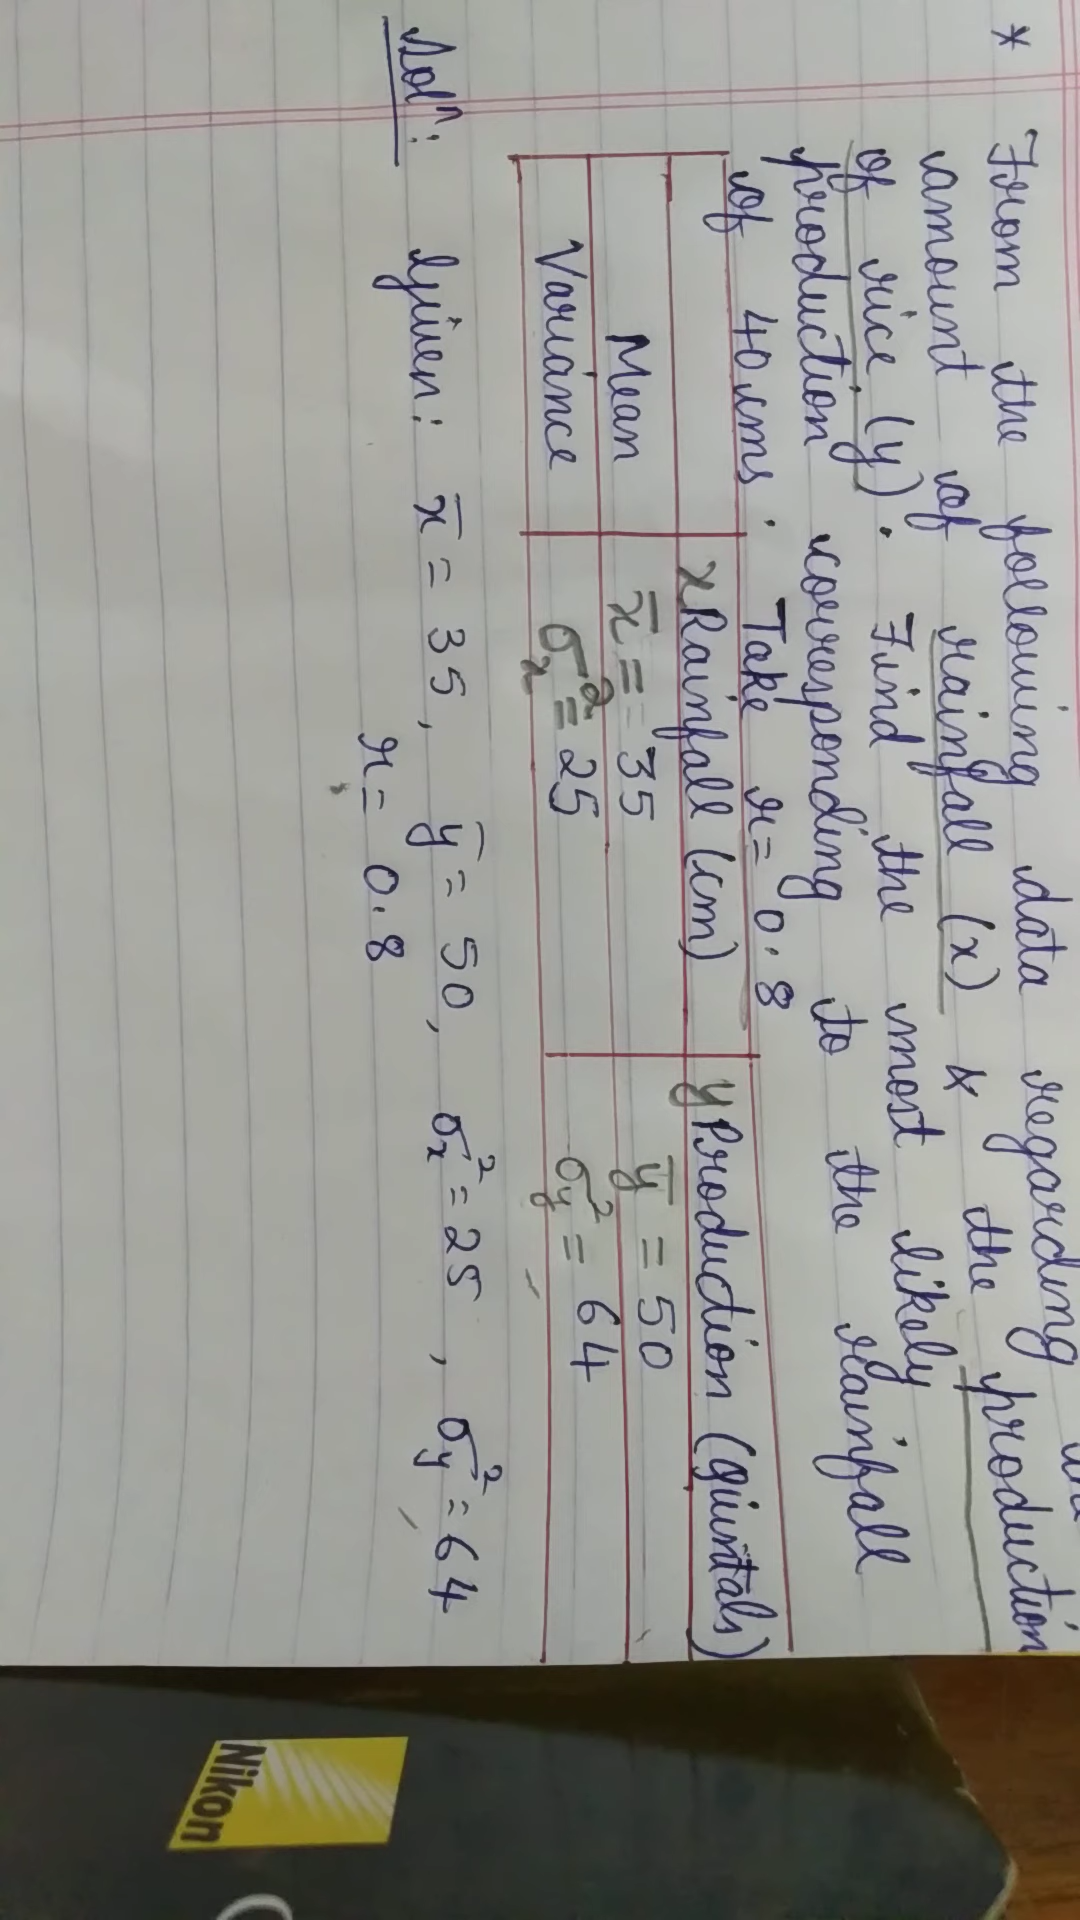 * From the following data regarding
amount of rainfall (x) & the production
of rice (y). Find the most likely
production corresponding to the rainfall
of 40 cms. Take r = 0.8
x Rainfall (cm) y Production (quintals)
Mean x̄ = 35 ȳ = 50
Variance σx² = 25 σy² = 64
Solⁿ: Given: x̄ = 35, ȳ = 50, σx² = 25, σy² = 64
r = 0.8
Nikon